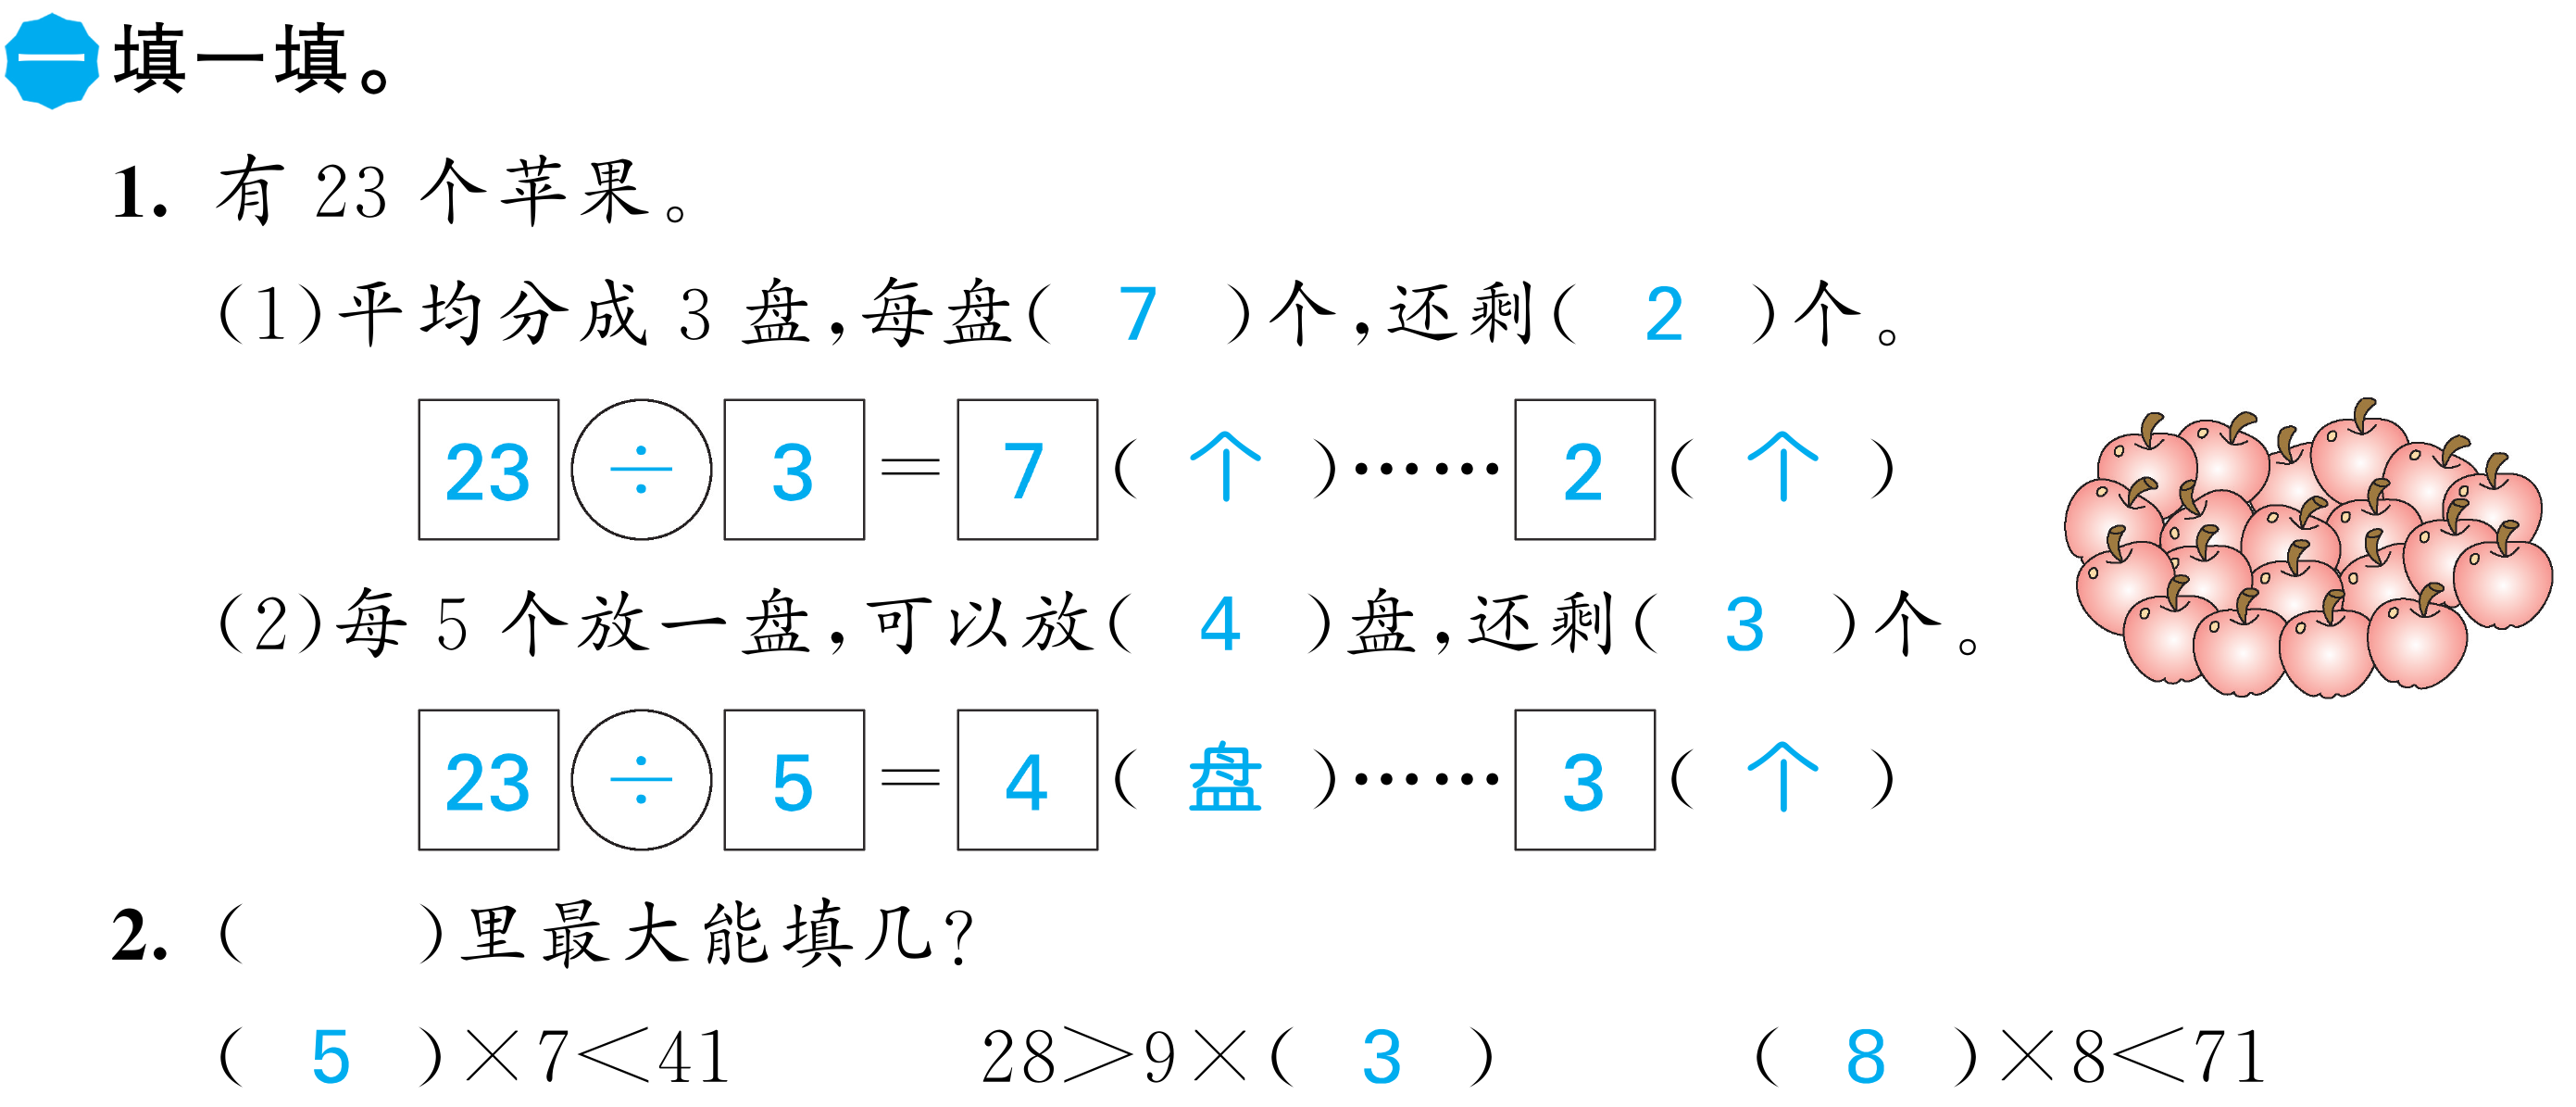 一 填一填。
1. 有 23 个苹果。
(1)平均分成 3 盘,每盘( 7 )个,还剩( 2 )个。
23 ÷ 3 = 7 ( 个 )…… 2 ( 个 )
(2)每 5 个放一盘,可以放( 4 )盘,还剩( 3 )个。
23 ÷ 5 = 4 ( 盘 )…… 3 ( 个 )
2. ( )里最大能填几?
( 5 )×7<41 28>9×( 3 ) ( 8 )×8<71